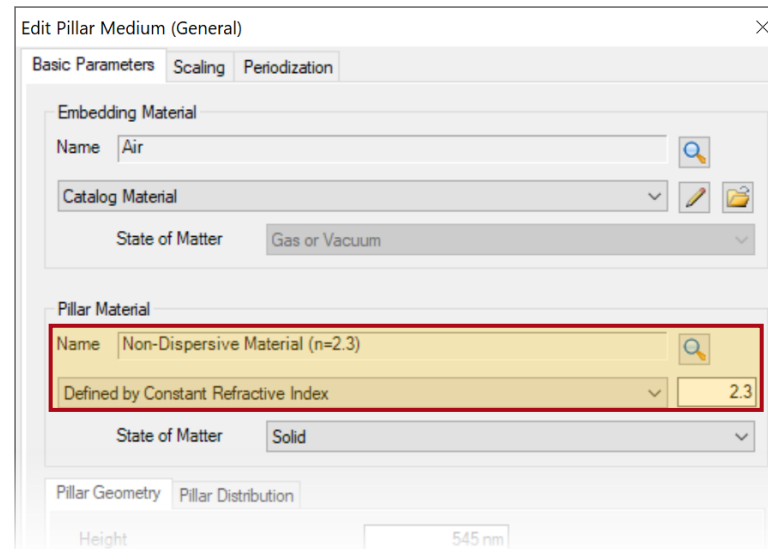 Edit Pillar Medium (General)
Basic Parameters Scaling Periodization
Embedding Material
Name Air
Catalog Material
State of Matter Gas or Vacuum
Pillar Material
Name Non-Dispersive Material (n=2.3)
Defined by Constant Refractive Index 2.3
State of Matter Solid
Pillar Geometry Pillar Distribution
Height 545 nm